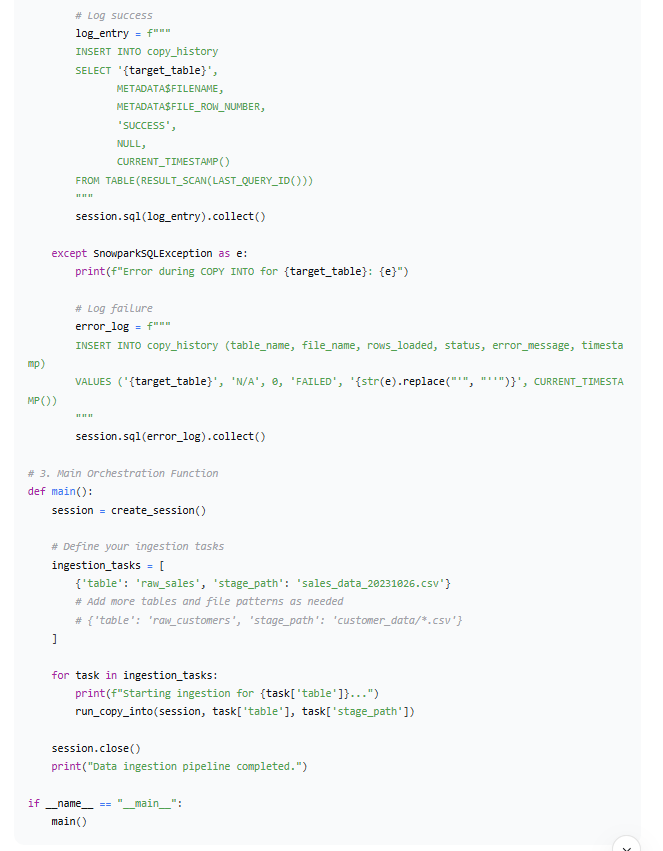 # Log success
log_entry = f"""
INSERT INTO copy_history
SELECT '{target_table}',
METADATA$FILENAME,
METADATA$FILE_ROW_NUMBER,
'SUCCESS',
NULL,
CURRENT_TIMESTAMP()
FROM TABLE(RESULT_SCAN(LAST_QUERY_ID()))
"""
session.sql(log_entry).collect()
except SnowparkSQLException as e:
print(f"Error during COPY INTO for {target_table}: {e}")
# Log failure
error_log = f"""
INSERT INTO copy_history (table_name, file_name, rows_loaded, status, error_message, timesta
mp)
VALUES ('{target_table}', 'N/A', 0, 'FAILED', '{str(e).replace("'", "''")}', CURRENT_TIMESTA
MP())
"""
session.sql(error_log).collect()
# 3. Main Orchestration Function
def main():
session = create_session()
# Define your ingestion tasks
ingestion_tasks = [
{'table': 'raw_sales', 'stage_path': 'sales_data_20231026.csv'}
# Add more tables and file patterns as needed
# {'table': 'raw_customers', 'stage_path': 'customer_data/*.csv'}
]
for task in ingestion_tasks:
print(f"Starting ingestion for {task['table']}...")
run_copy_into(session, task['table'], task['stage_path'])
session.close()
print("Data ingestion pipeline completed.")
if __name__ == "__main__":
main()